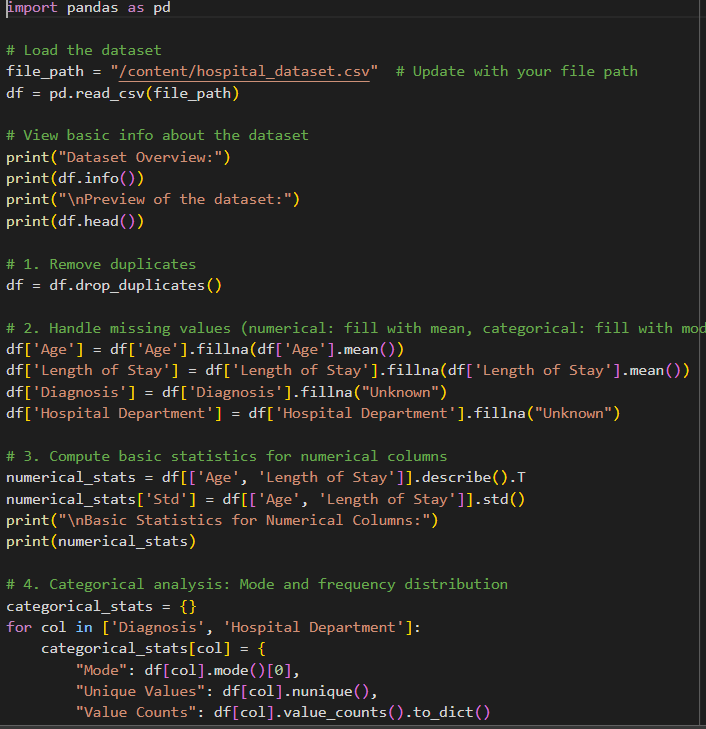 import pandas as pd
# Load the dataset
file_path = "/content/hospital_dataset.csv"  # Update with your file path
df = pd.read_csv(file_path)
# View basic info about the dataset
print("Dataset Overview:")
print(df.info())
print("\nPreview of the dataset:")
print(df.head())
# 1. Remove duplicates
df = df.drop_duplicates()
# 2. Handle missing values (numerical: fill with mean, categorical: fill with mod
df['Age'] = df['Age'].fillna(df['Age'].mean())
df['Length of Stay'] = df['Length of Stay'].fillna(df['Length of Stay'].mean())
df['Diagnosis'] = df['Diagnosis'].fillna("Unknown")
df['Hospital Department'] = df['Hospital Department'].fillna("Unknown")
# 3. Compute basic statistics for numerical columns
numerical_stats = df[['Age', 'Length of Stay']].describe().T
numerical_stats['Std'] = df[['Age', 'Length of Stay']].std()
print("\nBasic Statistics for Numerical Columns:")
print(numerical_stats)
# 4. Categorical analysis: Mode and frequency distribution
categorical_stats = {}
for col in ['Diagnosis', 'Hospital Department']:
    categorical_stats[col] = {
        "Mode": df[col].mode()[0],
        "Unique Values": df[col].nunique(),
        "Value Counts": df[col].value_counts().to_dict()